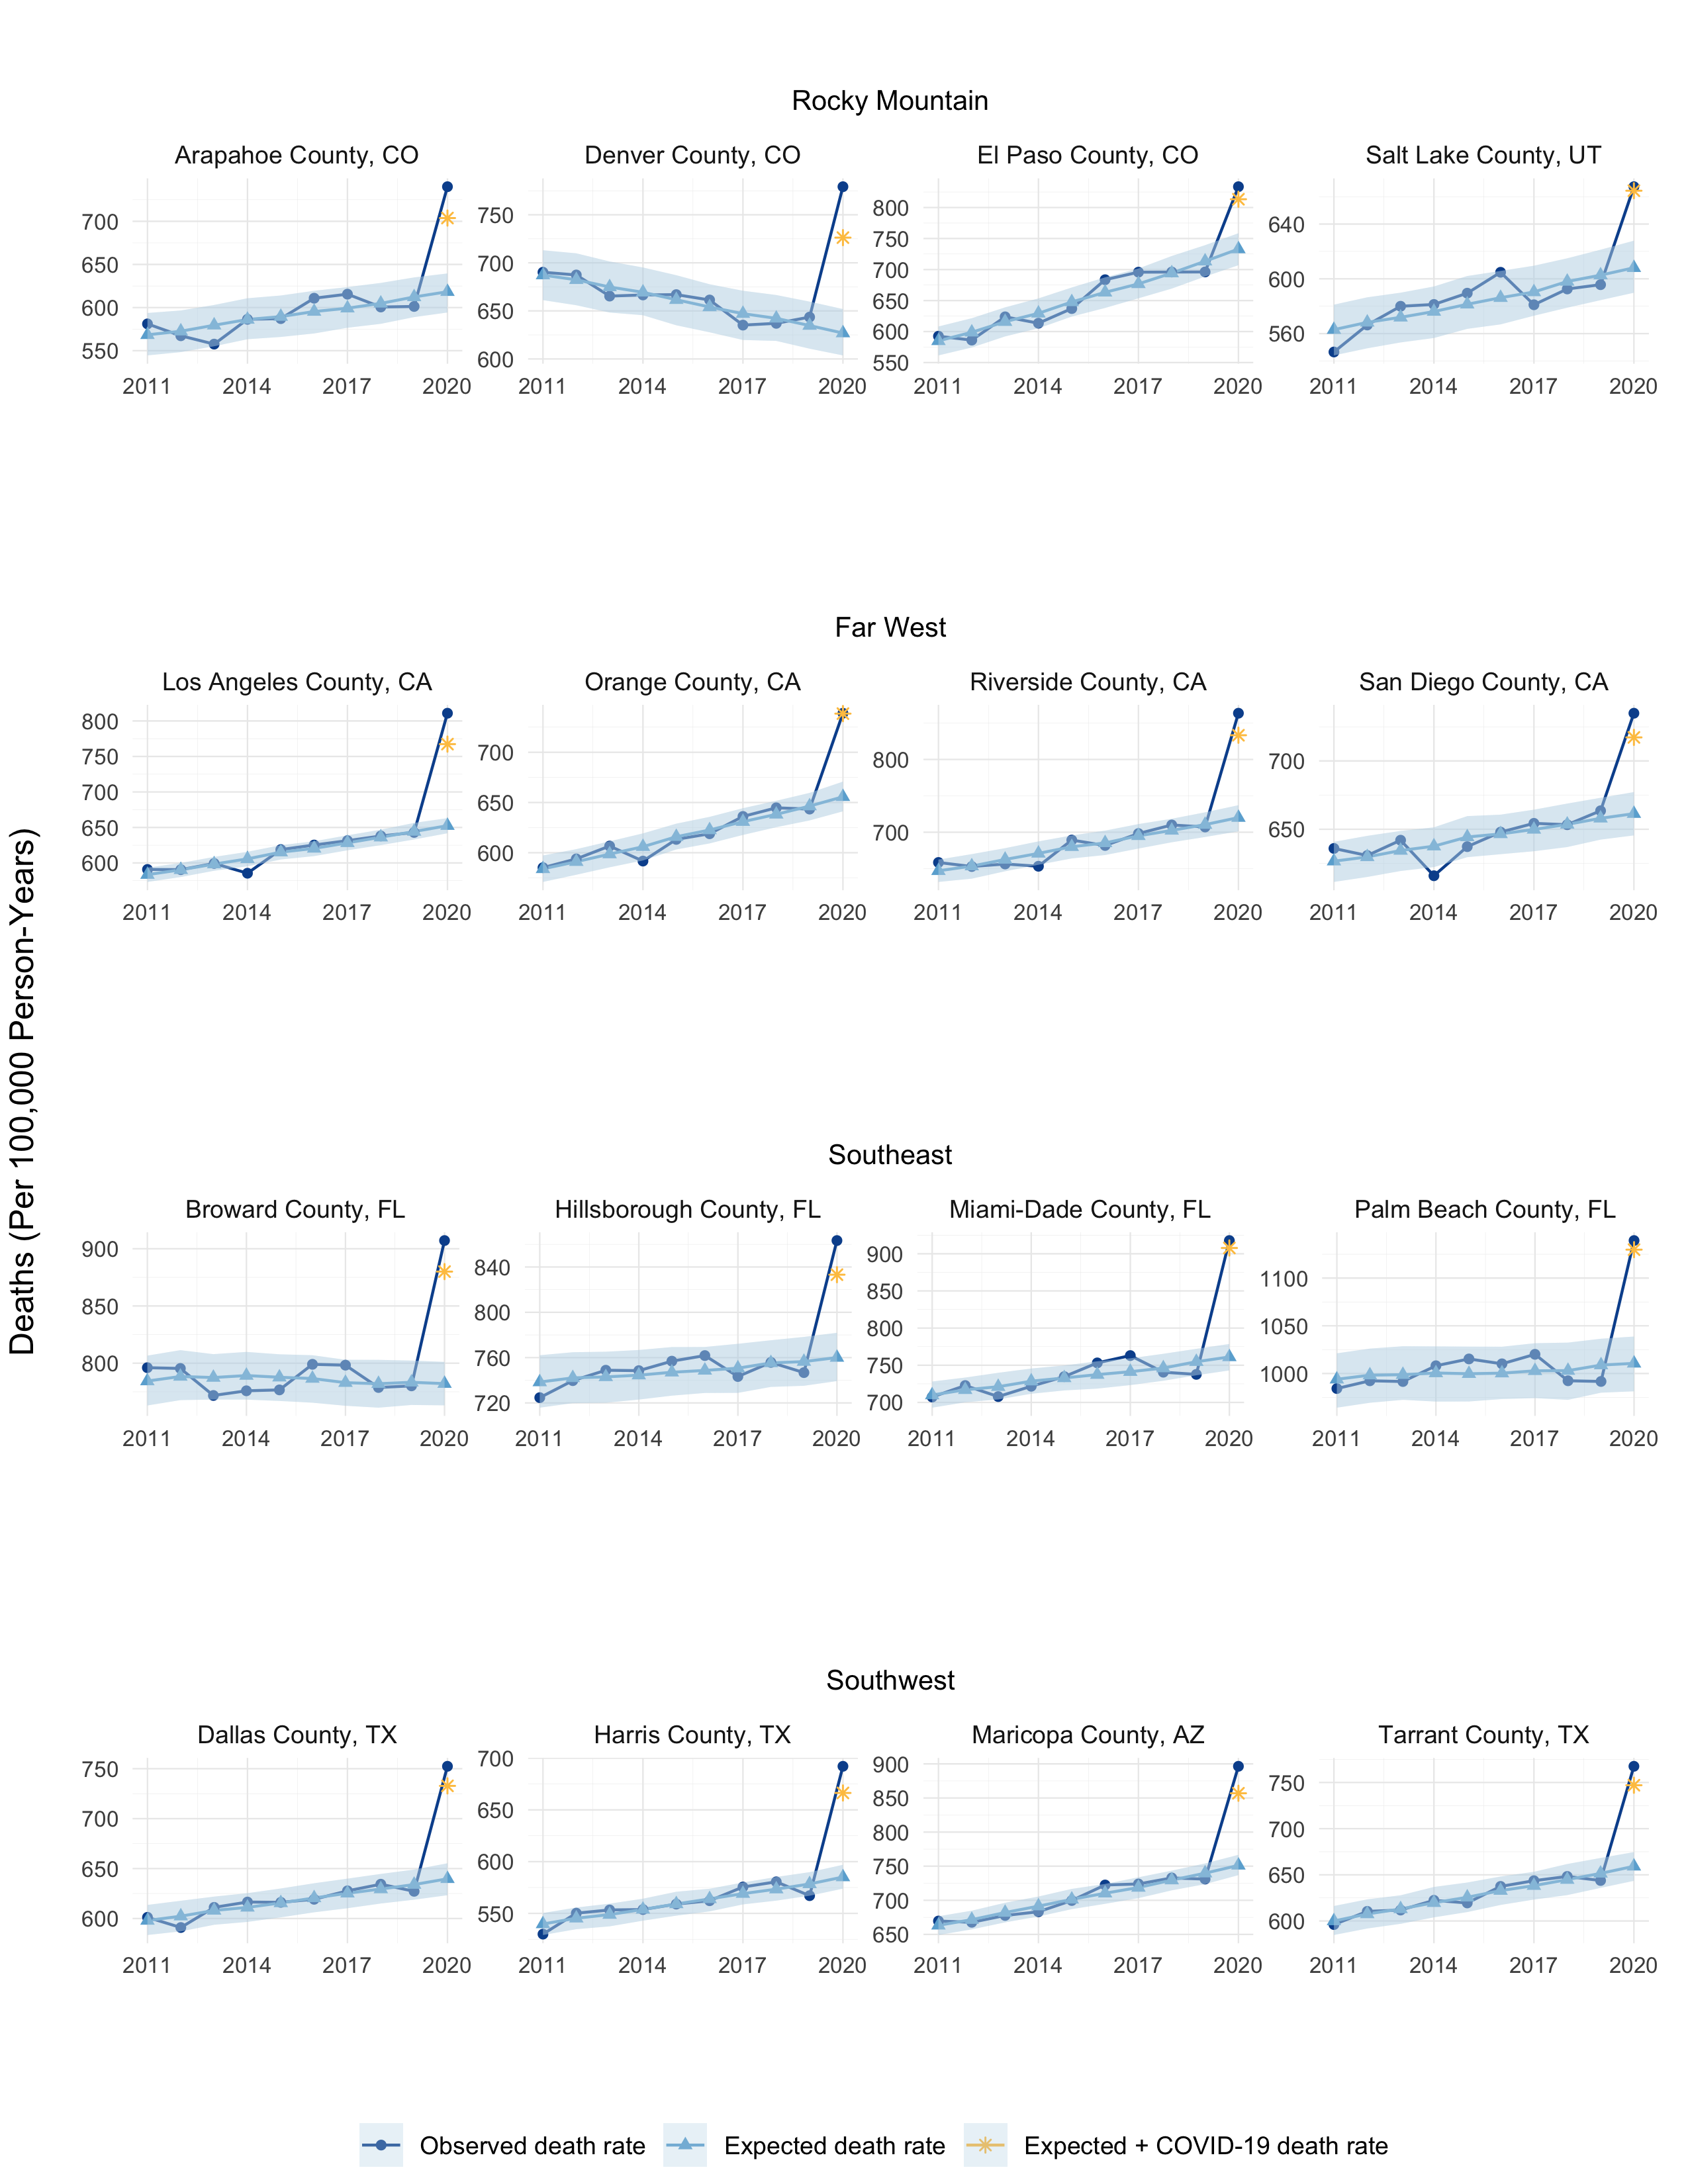 Deaths (Per 100,000 Person-Years)
Rocky Mountain
Arapahoe County, CO
700
650
600
550
2011 2014 2017 2020
Denver County, CO
750
700
650
600
2011 2014 2017 2020
El Paso County, CO
800
750
700
650
600
550
2011 2014 2017 2020
Salt Lake County, UT
640
600
560
2011 2014 2017 2020
Far West
Los Angeles County, CA
800
750
700
650
600
2011 2014 2017 2020
Orange County, CA
700
650
600
2011 2014 2017 2020
Riverside County, CA
800
700
2011 2014 2017 2020
San Diego County, CA
700
650
2011 2014 2017 2020
Southeast
Broward County, FL
900
850
800
2011 2014 2017 2020
Hillsborough County, FL
840
800
760
720
2011 2014 2017 2020
Miami-Dade County, FL
900
850
800
750
700
2011 2014 2017 2020
Palm Beach County, FL
1100
1050
1000
2011 2014 2017 2020
Southwest
Dallas County, TX
750
700
650
600
2011 2014 2017 2020
Harris County, TX
700
650
600
550
2011 2014 2017 2020
Maricopa County, AZ
900
850
800
750
700
650
2011 2014 2017 2020
Tarrant County, TX
750
700
650
600
2011 2014 2017 2020
Observed death rate Expected death rate Expected + COVID-19 death rate